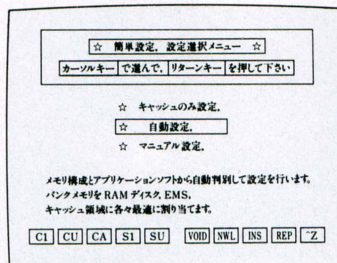 ☆ 簡単設定, 設定選択メニュー ☆
カーソルキー で選んで, リターンキー を押して下さい
☆ キャッシュのみ設定,
☆ 自動設定,
☆ マニュアル設定,
メモリ構成とアプリケーションソフトから自動判別して設定を行います。
バンクメモリを RAM ディスク, EMS,
キャッシュ領域に各々最適に割り当てます。
C1 CU CA S1 SU VOID NWL INS REP ^Z